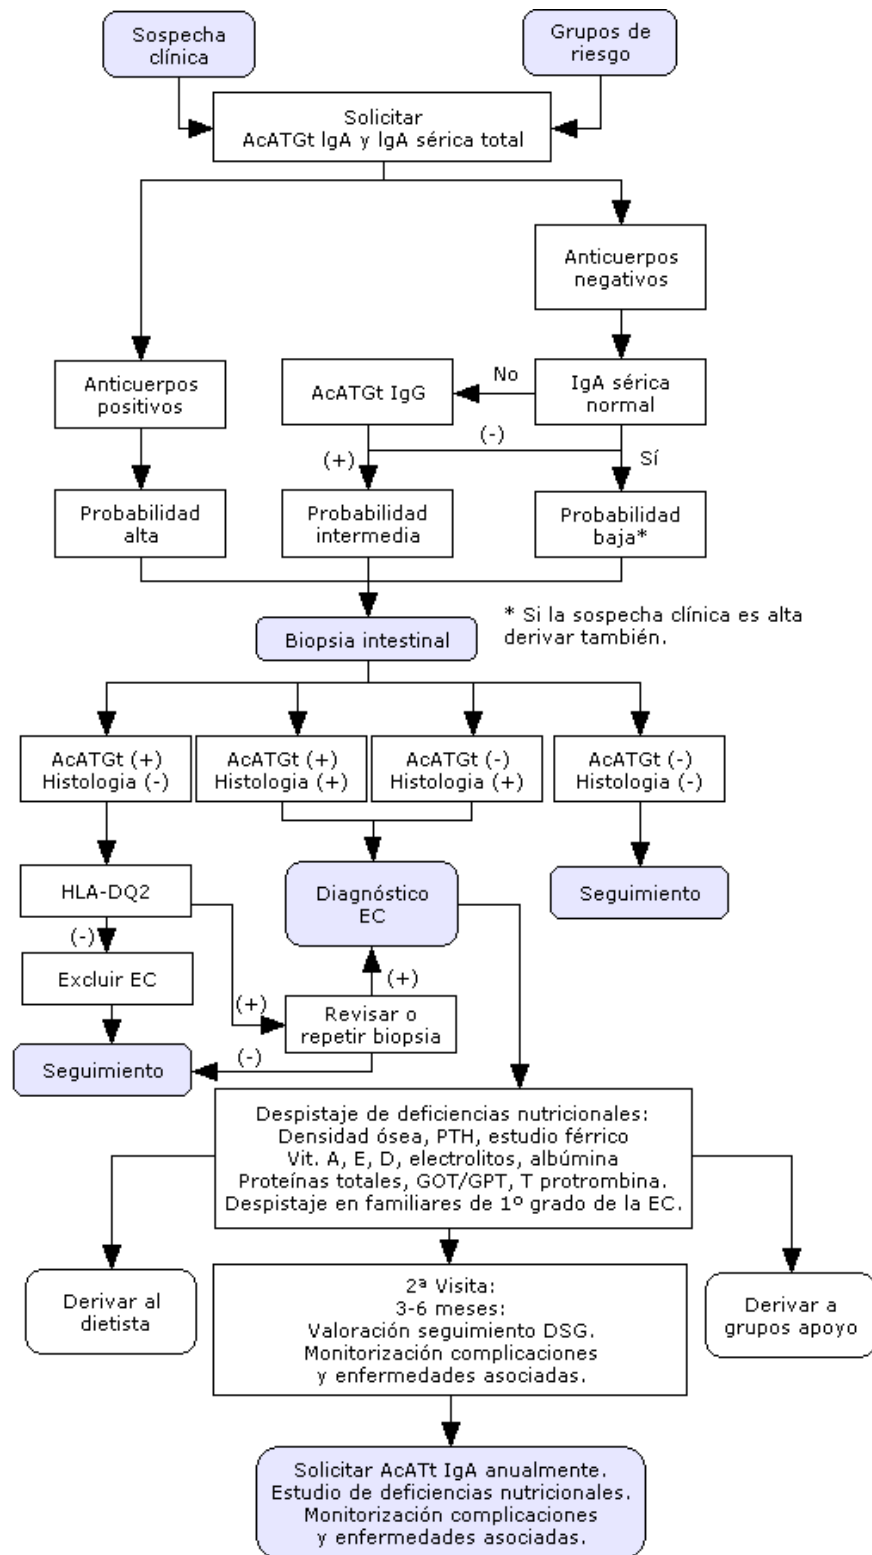 Sospecha
clínica
Grupos de
riesgo
Solicitar
AcATGt IgA y IgA sérica total
Anticuerpos
negativos
Anticuerpos
positivos
AcATGt IgG
No
IgA sérica
normal
(-)
(+)
Sí
Probabilidad
alta
Probabilidad
intermedia
Probabilidad
baja*
* Si la sospecha clínica es alta
derivar también.
Biopsia intestinal
AcATGt (+)
Histologia (-)
AcATGt (+)
Histologia (+)
AcATGt (-)
Histologia (+)
AcATGt (-)
Histologia (-)
HLA-DQ2
Diagnóstico
EC
Seguimiento
(-)
Excluir EC
(+)
(+)
Revisar o
repetir biopsia
(-)
Seguimiento
Despistaje de deficiencias nutricionales:
Densidad ósea, PTH, estudio férrico
Vit. A, E, D, electrolitos, albúmina
Proteínas totales, GOT/GPT, T protrombina.
Despistaje en familiares de 1º grado de la EC.
Derivar al
dietista
2ª Visita:
3-6 meses:
Valoración seguimiento DSG.
Monitorización complicaciones
y enfermedades asociadas.
Derivar a
grupos apoyo
Solicitar AcATt IgA anualmente.
Estudio de deficiencias nutricionales.
Monitorización complicaciones
y enfermedades asociadas.